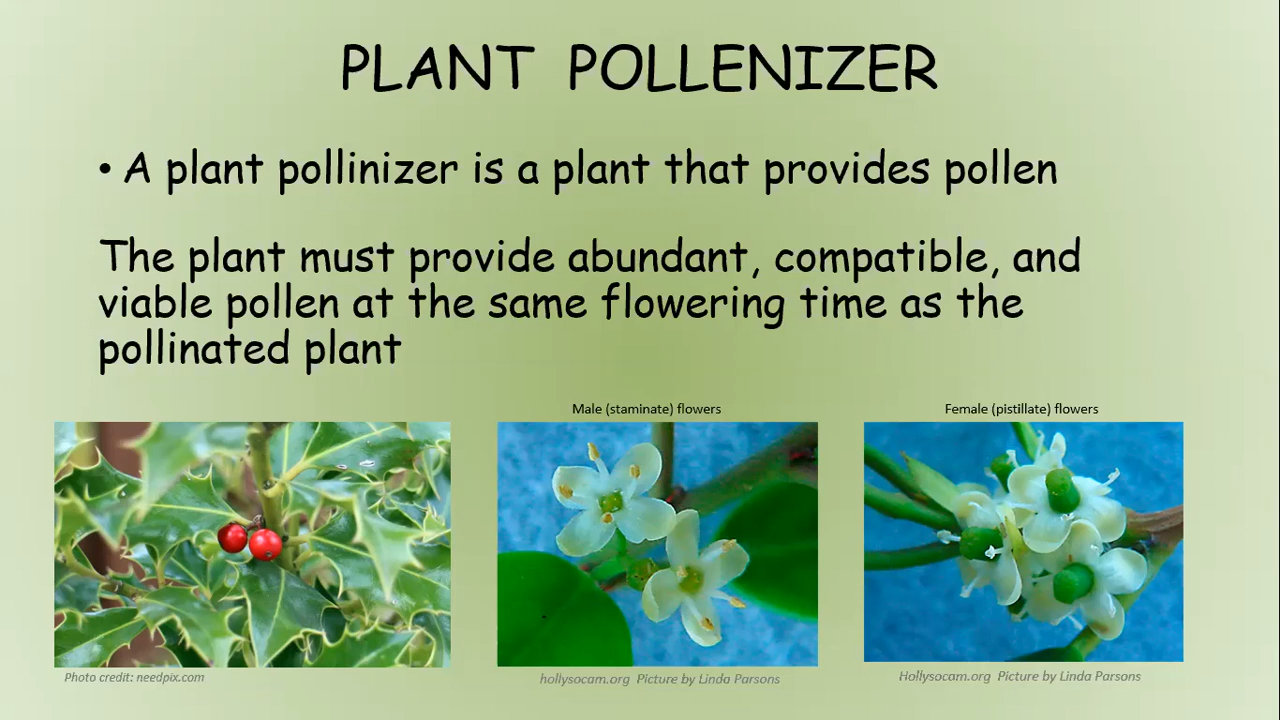 PLANT POLLENIZER
• A plant pollinizer is a plant that provides pollen
The plant must provide abundant, compatible, and
viable pollen at the same flowering time as the
pollinated plant
Male (staminate) flowers
Female (pistillate) flowers
Photo credit: needpix.com
hollysocam.org Picture by Linda Parsons
Hollysocam.org Picture by Linda Parsons